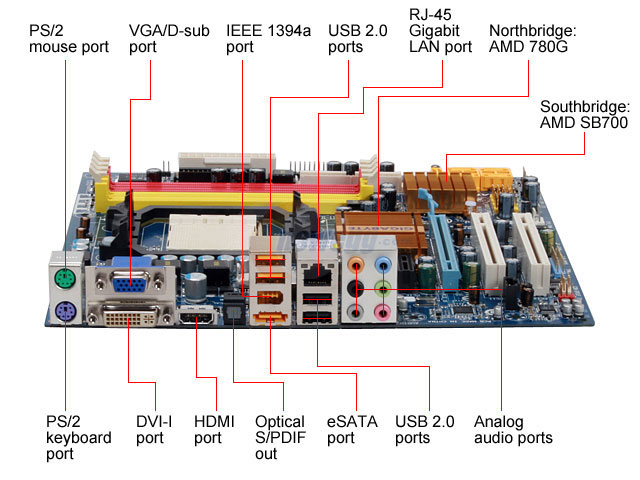 PS/2
mouse port
VGA/D-sub
port
IEEE 1394a
port
USB 2.0
ports
RJ-45
Gigabit
LAN port
Northbridge:
AMD 780G
Southbridge:
AMD SB700
GIGABYTE
PS/2
keyboard
port
DVI-I
port
HDMI
port
Optical
S/PDIF
out
eSATA
port
USB 2.0
ports
Analog
audio ports